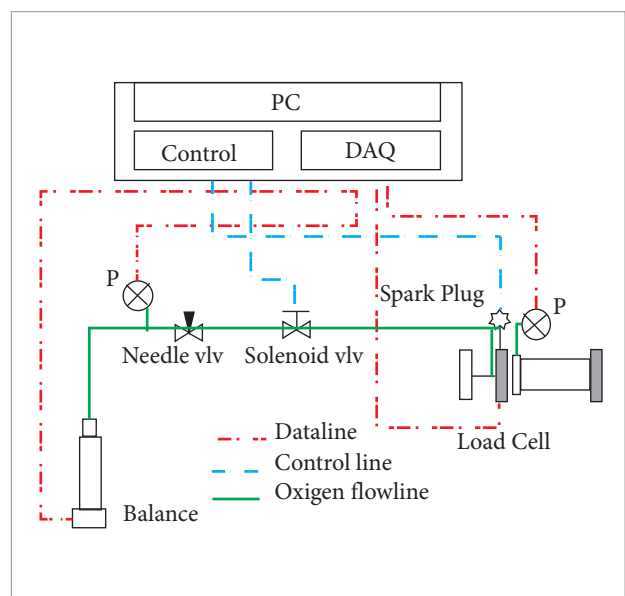 PC
Control
DAQ
P
Spark Plug
P
Needle vlv
Solenoid vlv
Load Cell
Dataline
Control line
Oxigen flowline
Balance